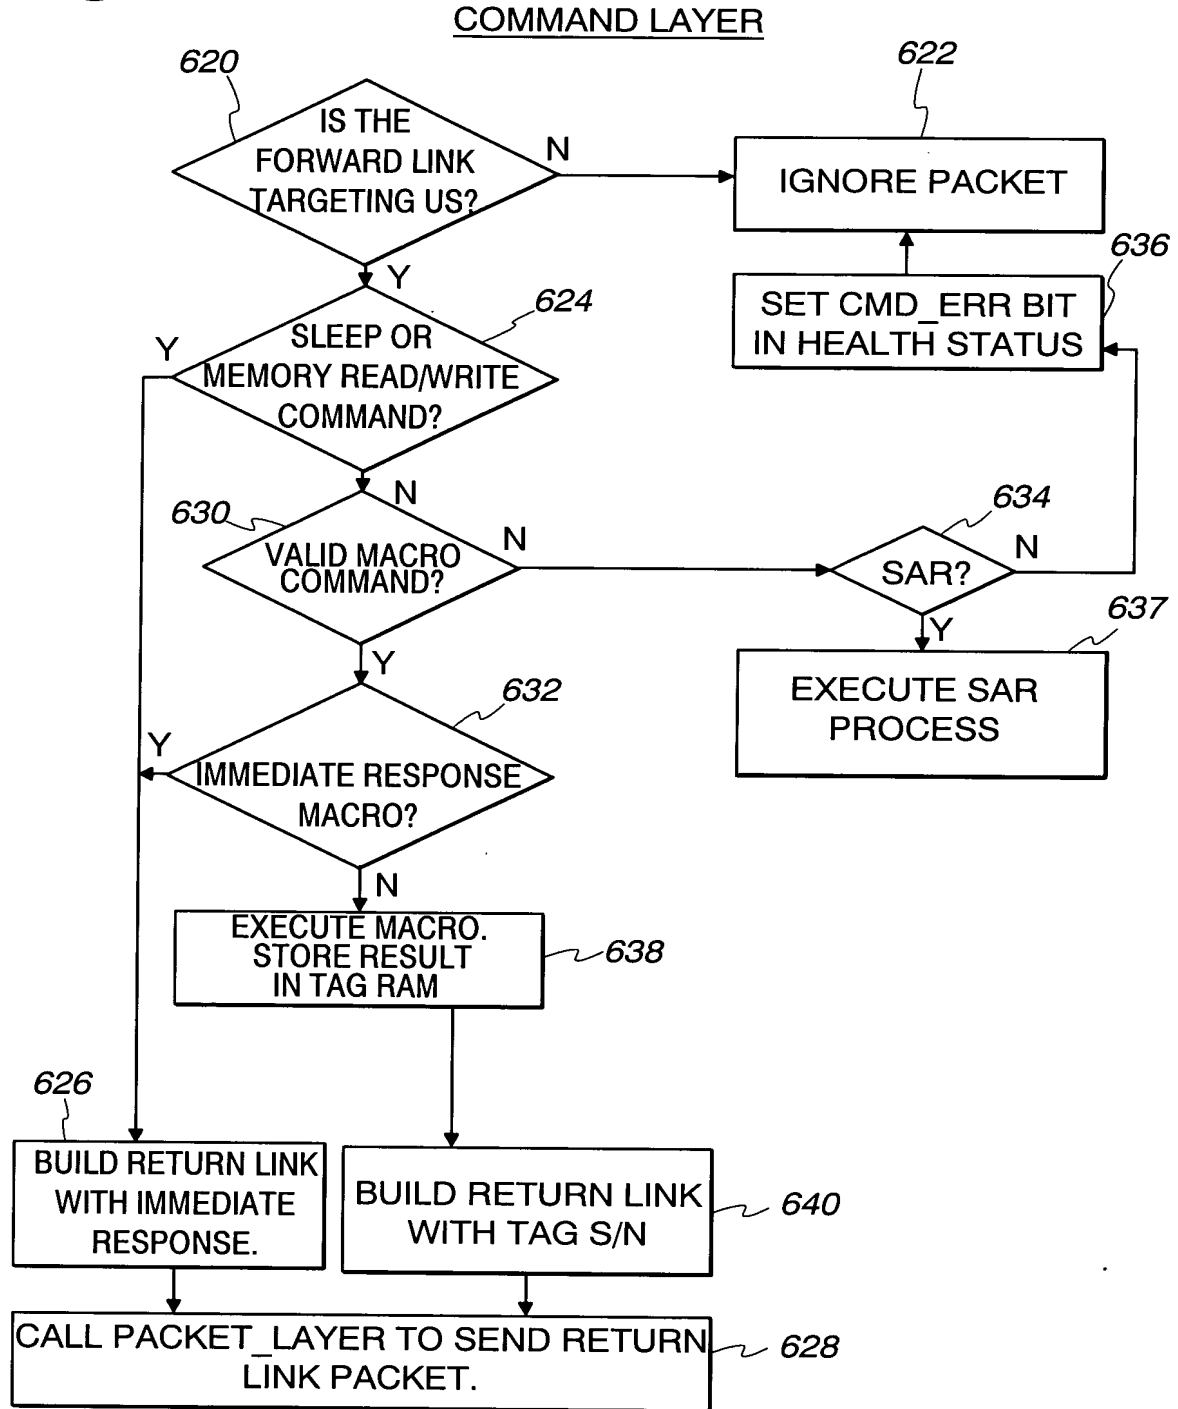 COMMAND LAYER
620
622
IS THE
FORWARD LINK
TARGETING US?
N
IGNORE PACKET
Y
636
SET CMD_ERR BIT
IN HEALTH STATUS
624
Y
SLEEP OR
MEMORY READ/WRITE
COMMAND?
N
630
VALID MACRO
COMMAND?
N
634
SAR?
N
Y
637
EXECUTE SAR
PROCESS
Y
632
Y
IMMEDIATE RESPONSE
MACRO?
N
EXECUTE MACRO.
STORE RESULT
IN TAG RAM
638
626
BUILD RETURN LINK
WITH IMMEDIATE
RESPONSE.
BUILD RETURN LINK
WITH TAG S/N
640
CALL PACKET_LAYER TO SEND RETURN
LINK PACKET.
628